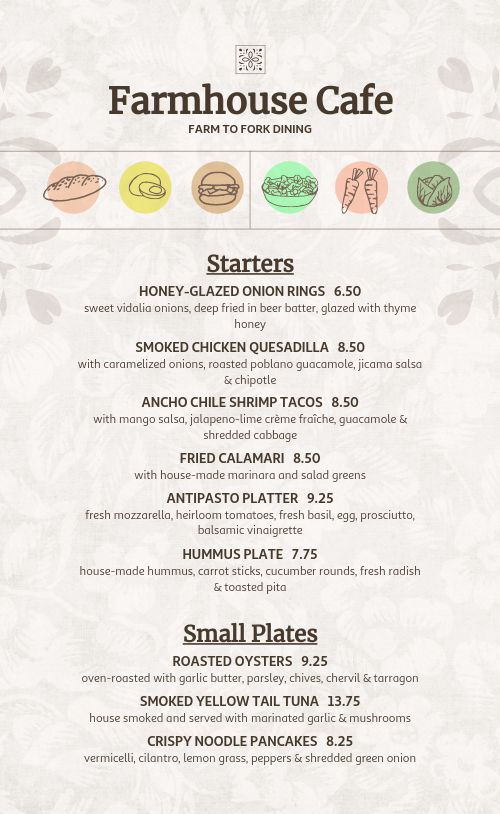 Farmhouse Cafe
FARM TO FORK DINING
Starters
HONEY-GLAZED ONION RINGS 6.50
sweet vidalia onions, deep fried in beer batter, glazed with thyme
honey
SMOKED CHICKEN QUESADILLA 8.50
with caramelized onions, roasted poblano guacamole, jicama salsa
& chipotle
ANCHO CHILE SHRIMP TACOS 8.50
with mango salsa, jalapeno-lime crème fraîche, guacamole &
shredded cabbage
FRIED CALAMARI 8.50
with house-made marinara and salad greens
ANTIPASTO PLATTER 9.25
fresh mozzarella, heirloom tomatoes, fresh basil, egg, prosciutto,
balsamic vinaigrette
HUMMUS PLATE 7.75
house-made hummus, carrot sticks, cucumber rounds, fresh radish
& toasted pita
Small Plates
ROASTED OYSTERS 9.25
oven-roasted with garlic butter, parsley, chives, chervil & tarragon
SMOKED YELLOW TAIL TUNA 13.75
house smoked and served with marinated garlic & mushrooms
CRISPY NOODLE PANCAKES 8.25
vermicelli, cilantro, lemon grass, peppers & shredded green onion